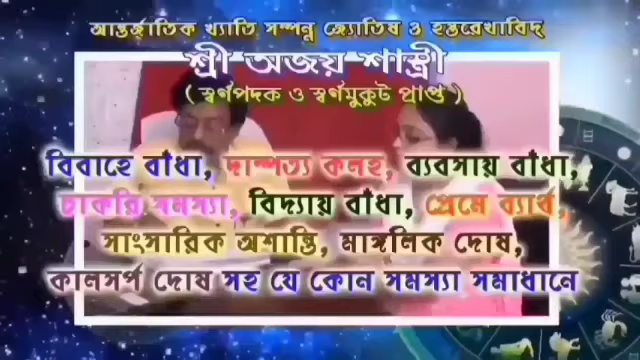 আন্তর্জাতিক খ্যাতি সম্পন্ন জ্যোতিষ ও হস্তরেখাবিদ্
শ্রী অজয় শাস্ত্রী
( স্বর্ণপদক ও স্বর্ণমুকুট প্রাপ্ত )
বিবাহে বাঁধা, দাম্পত্য কলহ, ব্যবসায় বাঁধা,
চাকরি সমস্যা, বিদ্যায় বাঁধা, প্রেমে ব্যার্থ,
সাংসারিক অশান্তি, মাঙ্গলিক দোষ,
কালসর্প দোষ সহ যে কোন সমস্যা সমাধানে